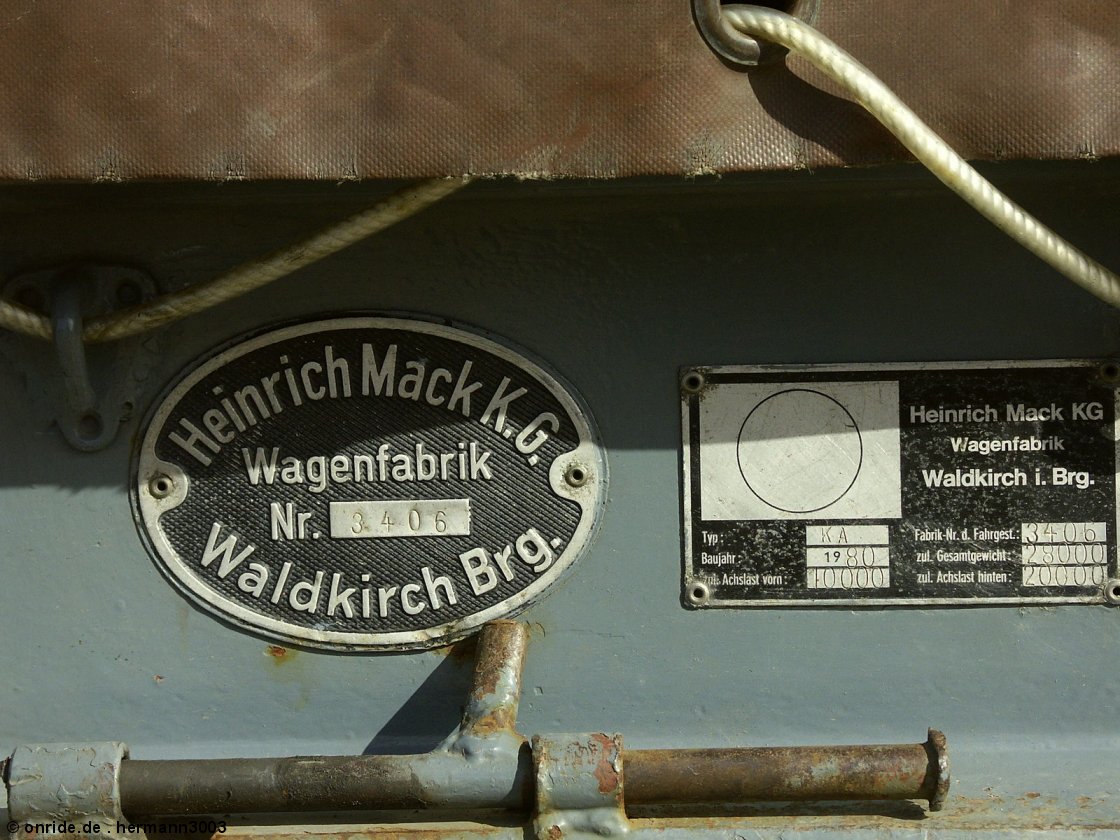 Heinrich Mack K.G.
Wagenfabrik
Nr. 3406
Waldkirch Brg.
Heinrich Mack KG
Wagenfabrik
Waldkirch i. Brg.
Typ: KA Fabrik-Nr. d. Fahrgest.: 3406
Baujahr: 1980 zul. Gesamtgewicht: 28000
zul. Achslast vorn: 10000 zul. Achslast hinten: 20000
© onride.de . hermann3003